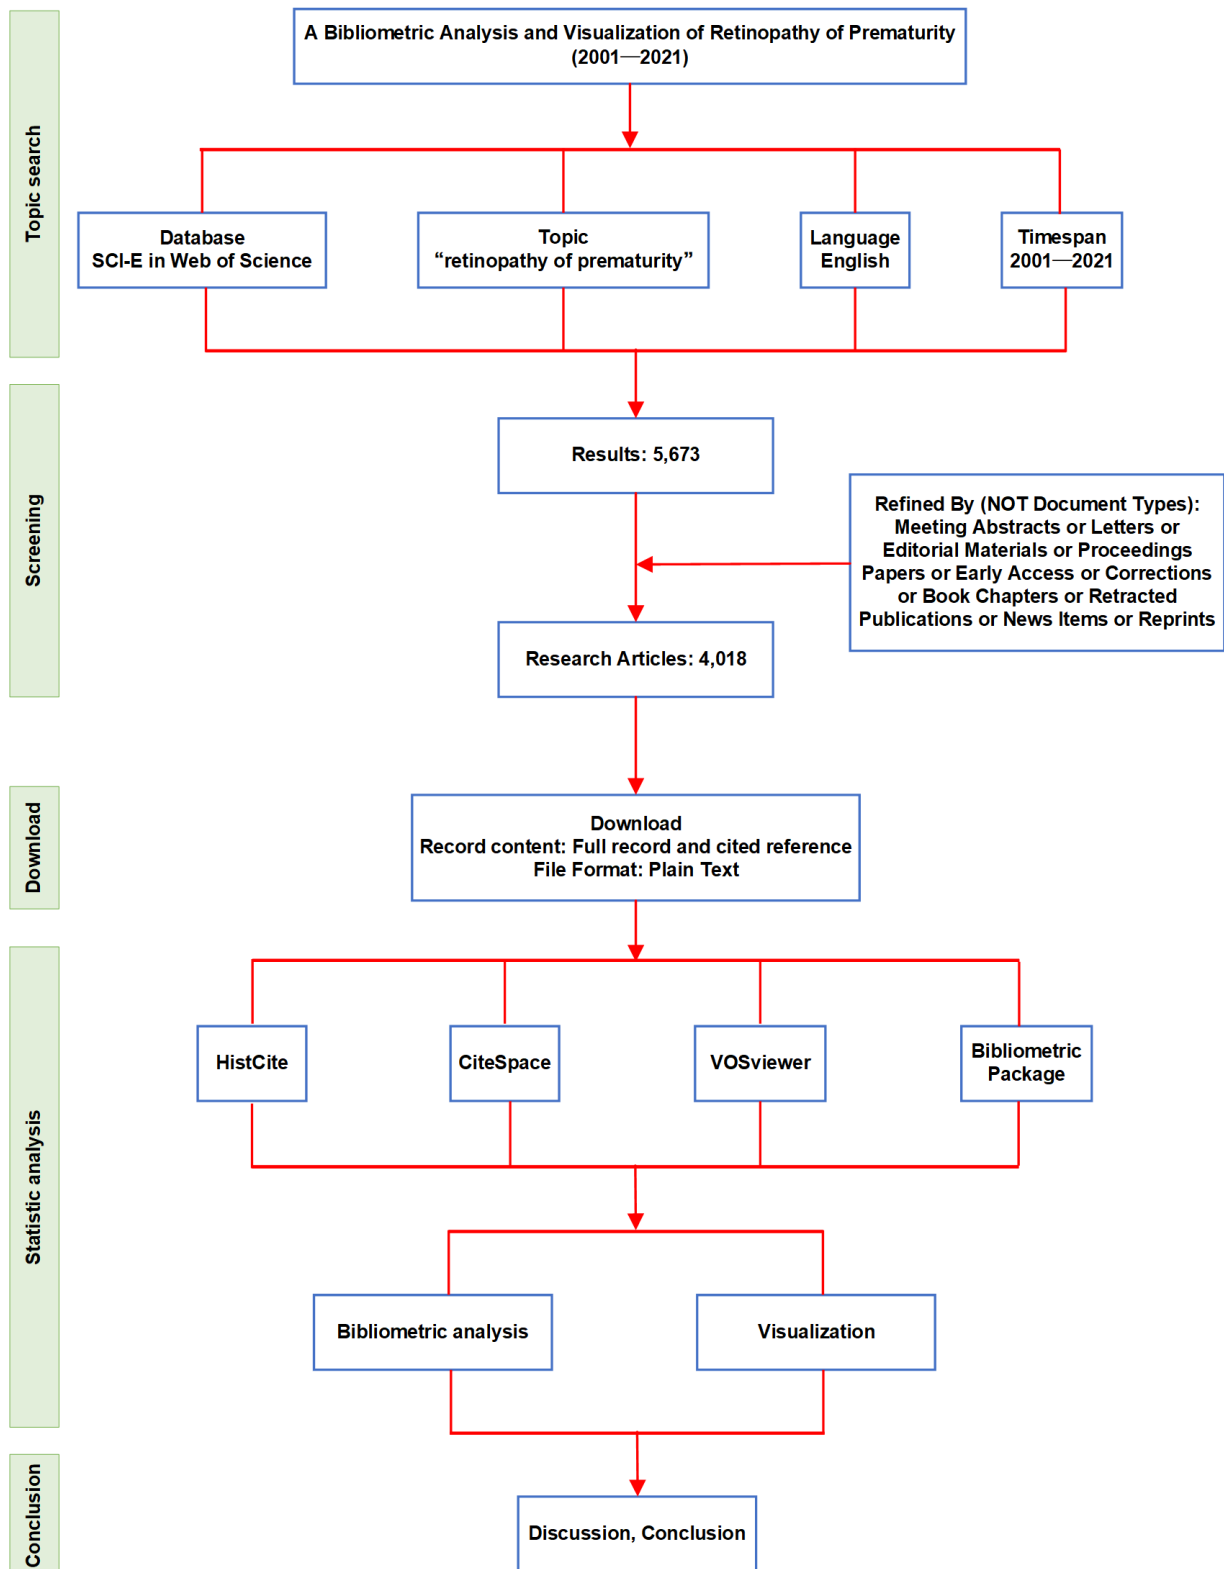 A Bibliometric Analysis and Visualization of Retinopathy of Prematurity
(2001—2021)
Topic search
Database
SCI-E in Web of Science
Topic
“retinopathy of prematurity”
Language
English
Timespan
2001—2021
Screening
Results: 5,673
Refined By (NOT Document Types):
Meeting Abstracts or Letters or
Editorial Materials or Proceedings
Papers or Early Access or Corrections
or Book Chapters or Retracted
Publications or News Items or Reprints
Research Articles: 4,018
Download
Download
Record content: Full record and cited reference
File Format: Plain Text
Statistic analysis
HistCite
CiteSpace
VOSviewer
Bibliometric
Package
Bibliometric analysis
Visualization
Conclusion
Discussion, Conclusion